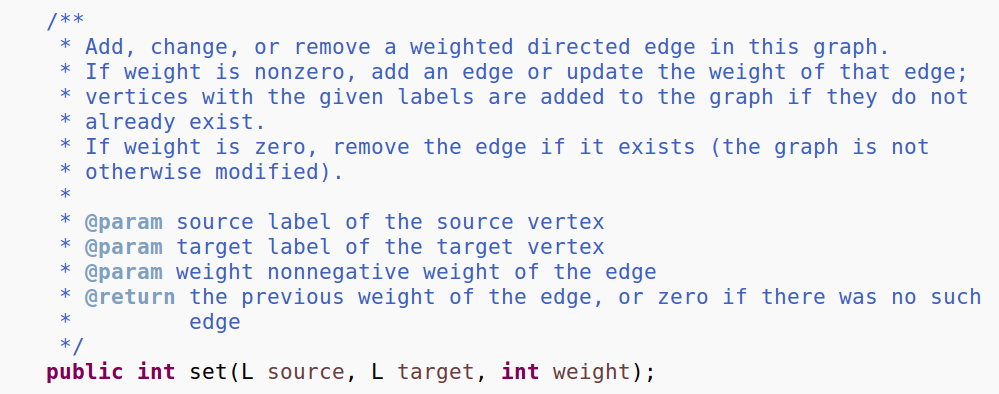 /**
 * Add, change, or remove a weighted directed edge in this graph.
 * If weight is nonzero, add an edge or update the weight of that edge;
 * vertices with the given labels are added to the graph if they do not
 * already exist.
 * If weight is zero, remove the edge if it exists (the graph is not
 * otherwise modified).
 *
 * @param source label of the source vertex
 * @param target label of the target vertex
 * @param weight nonnegative weight of the edge
 * @return the previous weight of the edge, or zero if there was no such
 *         edge
 */
public int set(L source, L target, int weight);